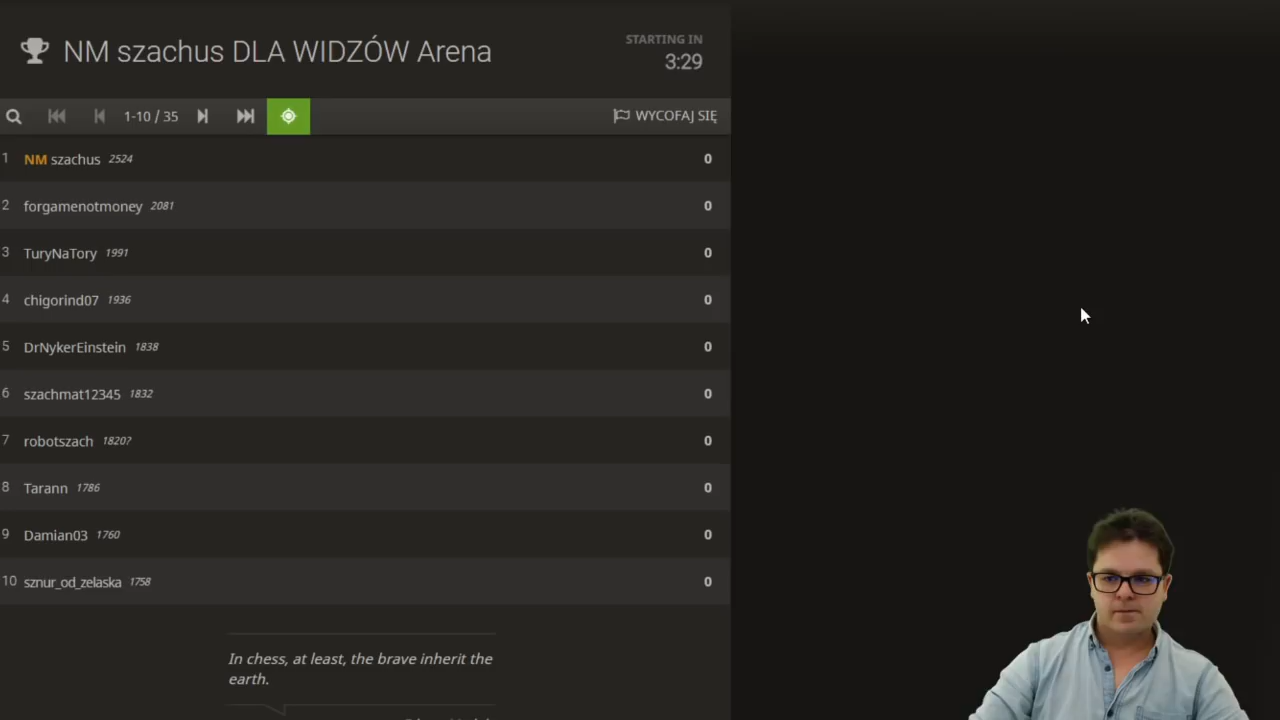 NM szachus DLA WIDZÓW Arena
STARTING IN
3:29
1-10 / 35
WYCOFAJ SIĘ
1 NM szachus 2524 0
2 forgamenotmoney 2081 0
3 TuryNaTory 1991 0
4 chigorind07 1936 0
5 DrNykerEinstein 1838 0
6 szachmat12345 1832 0
7 robotszach 1820? 0
8 Tarann 1786 0
9 Damian03 1760 0
10 sznur_od_zelaska 1758 0
In chess, at least, the brave inherit the
earth.